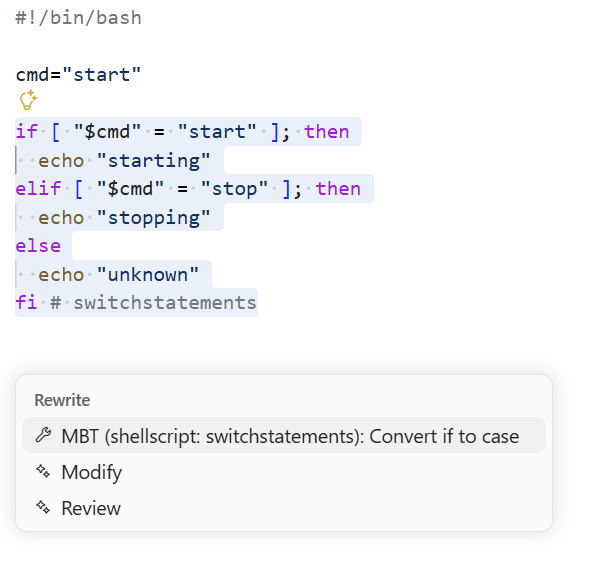 #!/bin/bash
cmd="start"
if [ "$cmd" = "start" ]; then
  echo "starting"
elif [ "$cmd" = "stop" ]; then
  echo "stopping"
else
  echo "unknown"
fi # switchstatements
Rewrite
MBT (shellscript: switchstatements): Convert if to case
Modify
Review